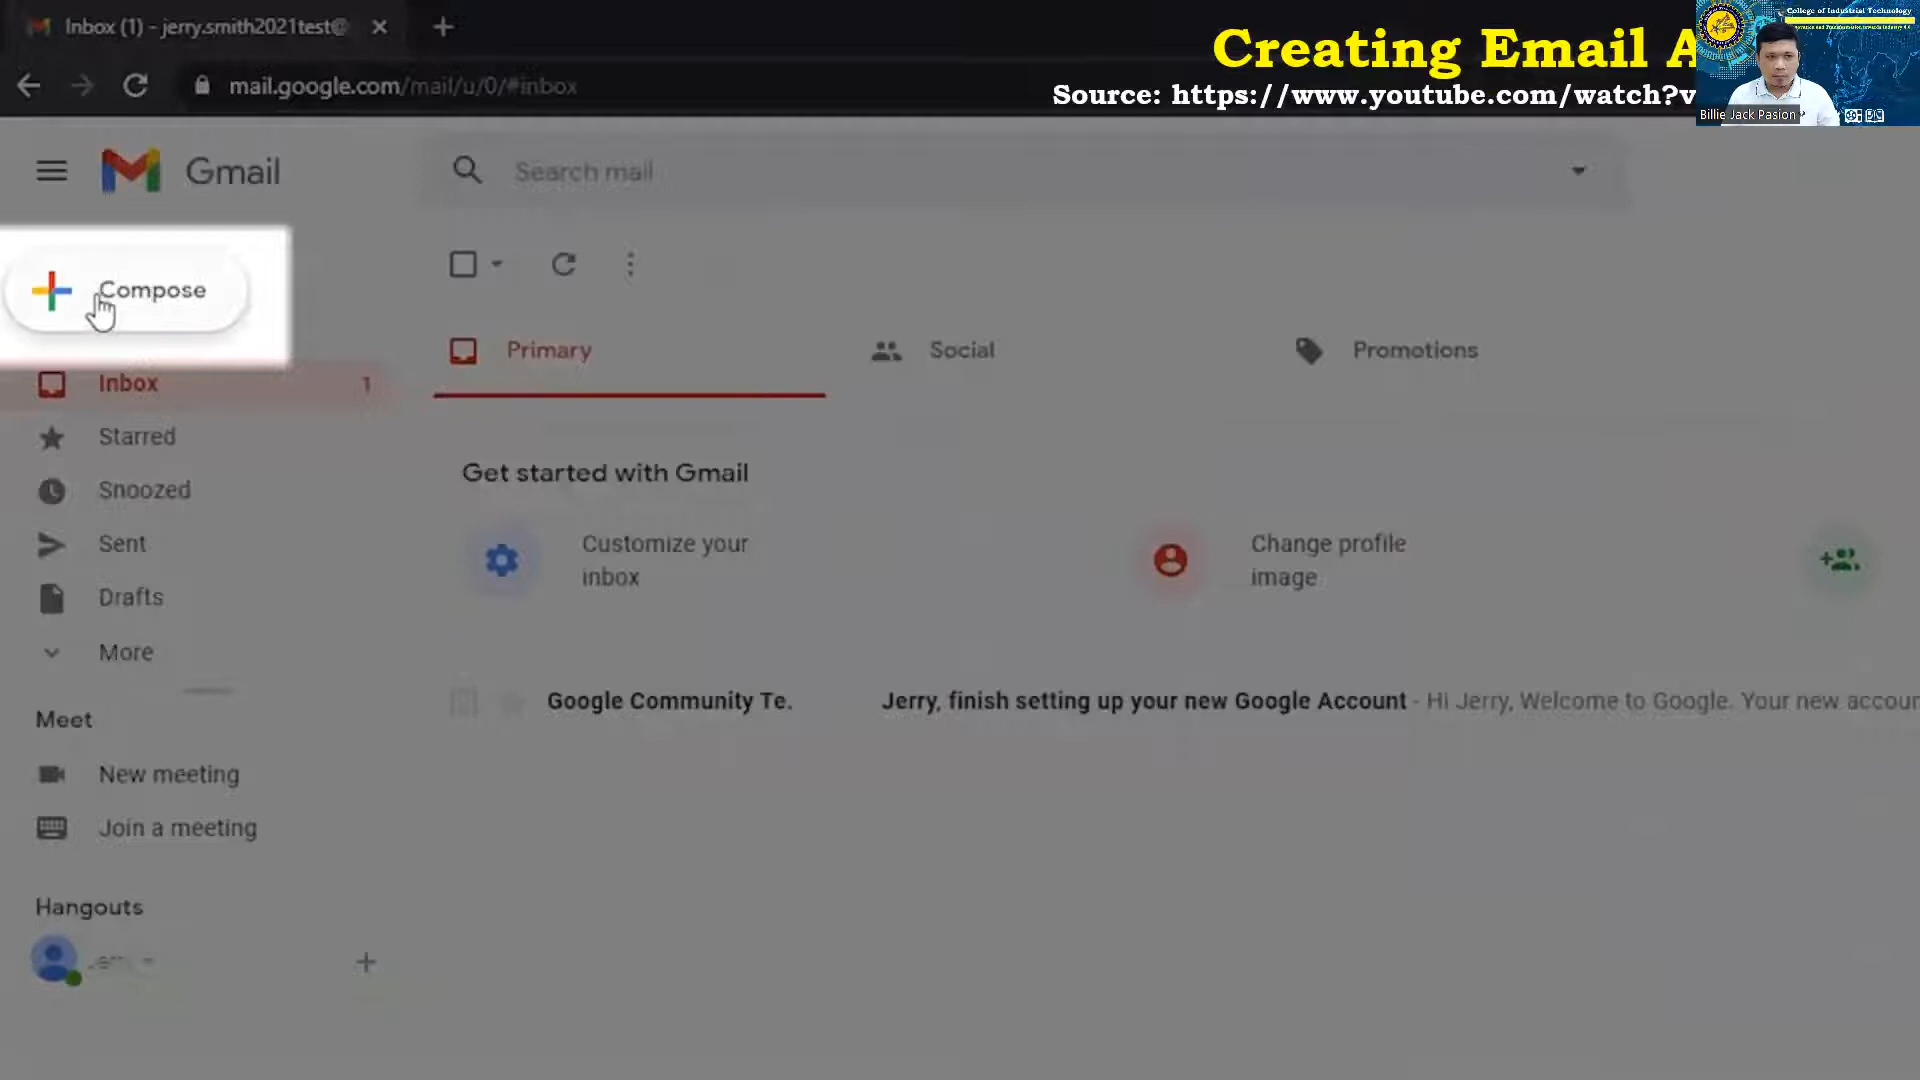 Inbox (1) - jerry.smith2021test@
Creating Email A
mail.google.com/mail/u/0/#inbox
Source: https://www.youtube.com/watch?v
College of Industrial Technology
Billie Jack Pasion
Gmail
Search mail
Compose
Primary
Social
Promotions
Inbox 1
Starred
Snoozed
Sent
Drafts
More
Get started with Gmail
Customize your
inbox
Change profile
image
Google Community Te. Jerry, finish setting up your new Google Account - Hi Jerry, Welcome to Google. Your new accoun
Meet
New meeting
Join a meeting
Hangouts